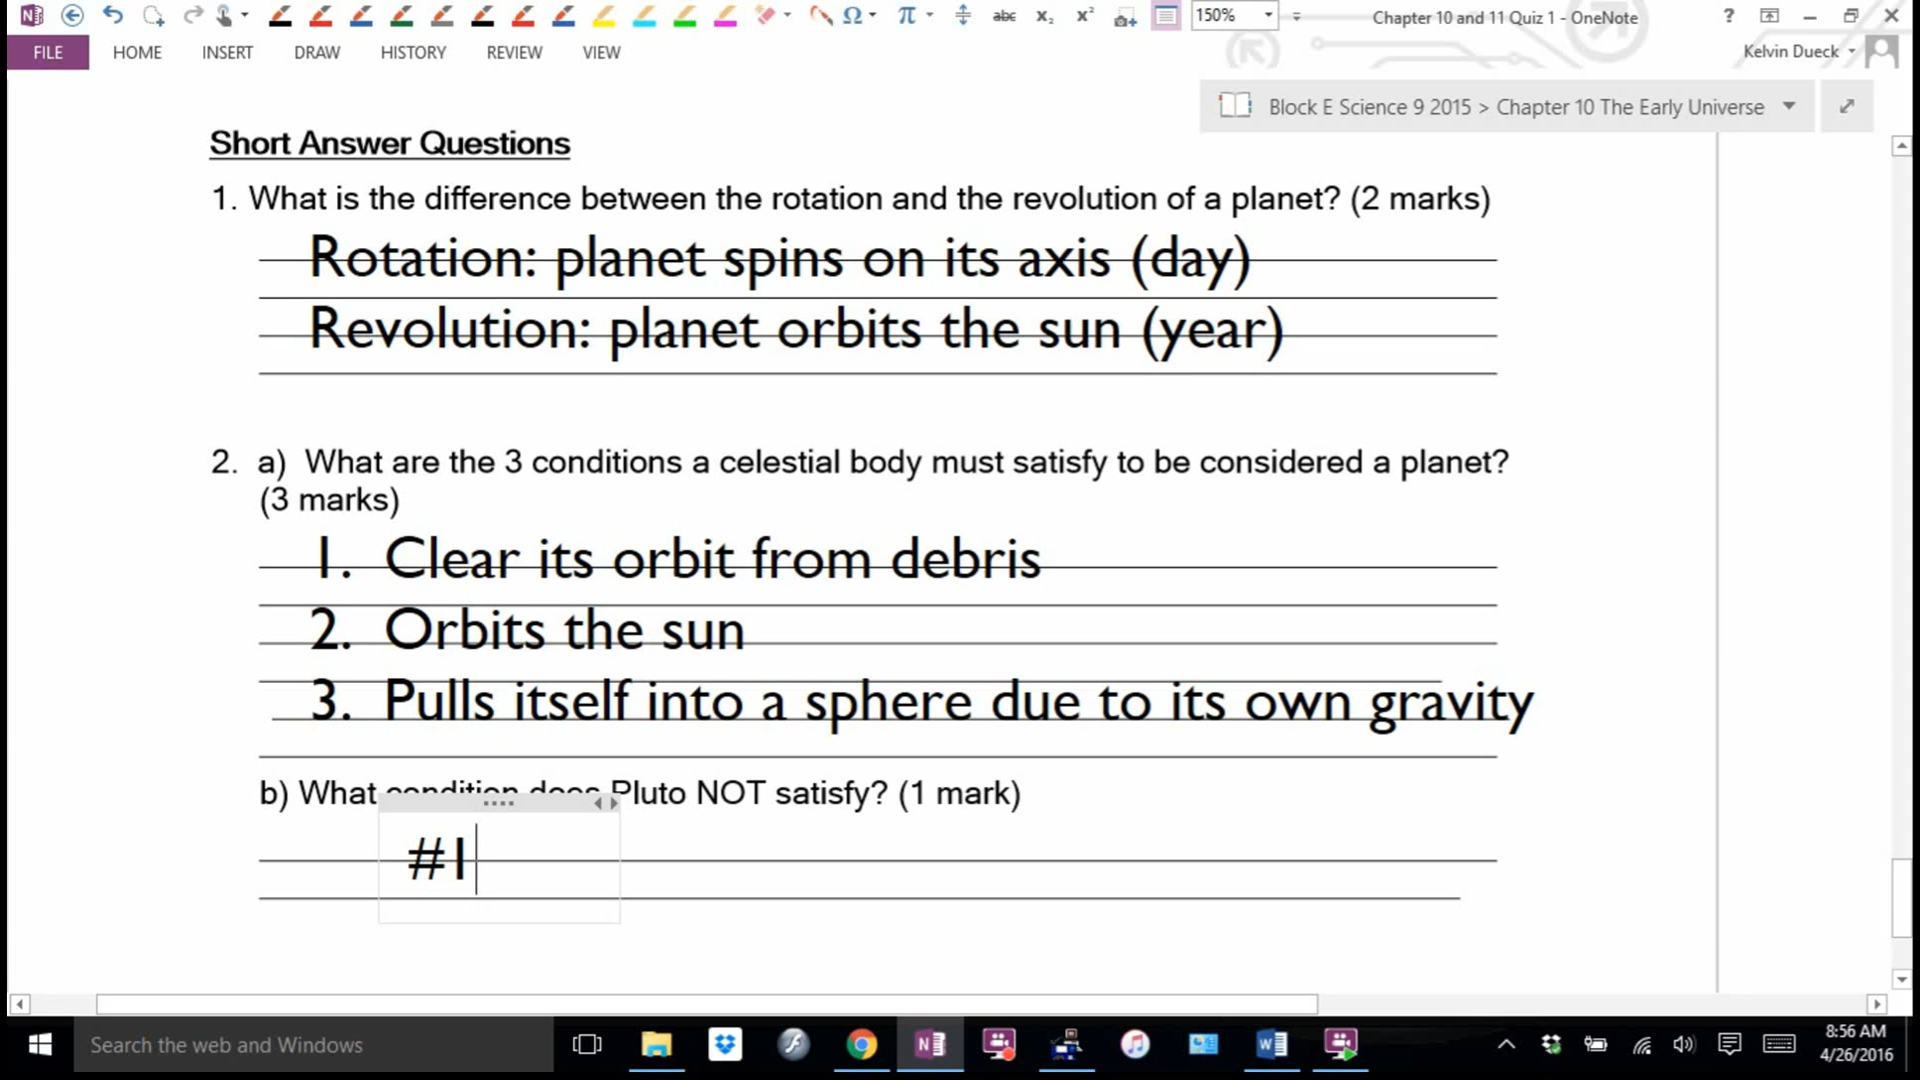 150%
Chapter 10 and 11 Quiz 1 - OneNote
FILE HOME INSERT DRAW HISTORY REVIEW VIEW
Kelvin Dueck
Block E Science 9 2015 > Chapter 10 The Early Universe
Short Answer Questions
1. What is the difference between the rotation and the revolution of a planet? (2 marks)
Rotation: planet spins on its axis (day)
Revolution: planet orbits the sun (year)
2. a) What are the 3 conditions a celestial body must satisfy to be considered a planet?
(3 marks)
1. Clear its orbit from debris
2. Orbits the sun
3. Pulls itself into a sphere due to its own gravity
b) What condition does Pluto NOT satisfy? (1 mark)
#1
Search the web and Windows
8:56 AM
4/26/2016